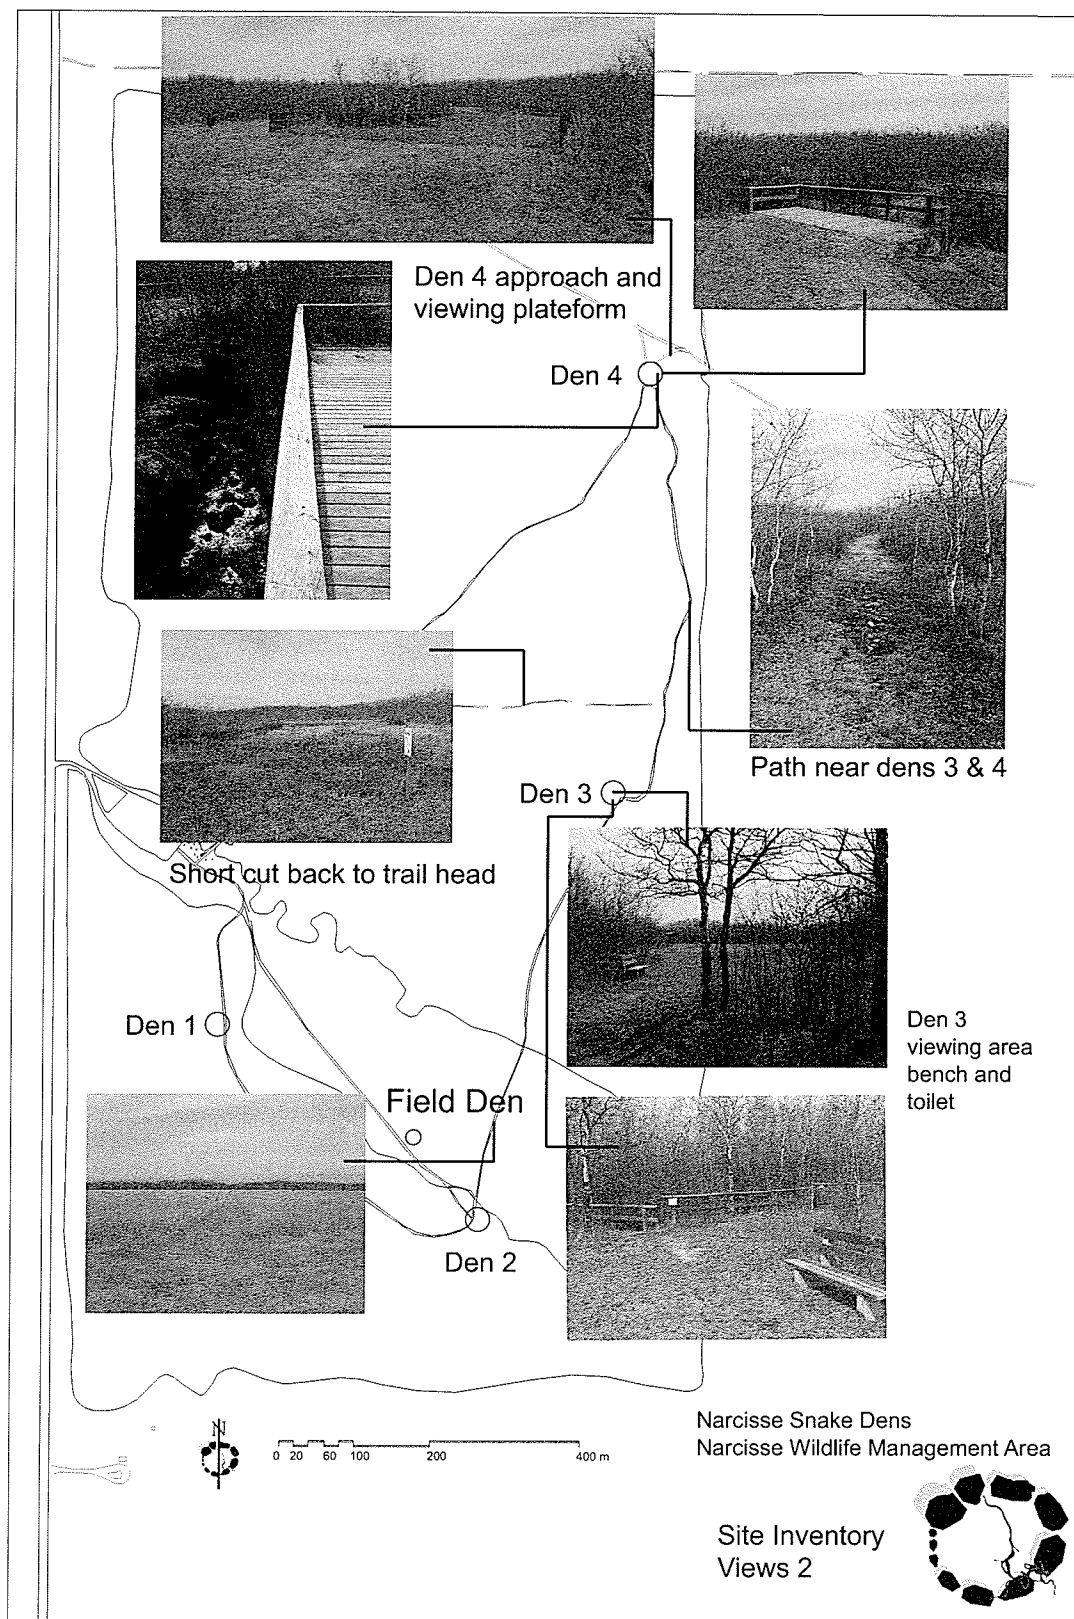 Den 4 approach and
viewing plateform
Den 4
Path near dens 3 & 4
Den 3
Short cut back to trail head
Den 1
Den 3
viewing area
bench and
toilet
Field Den
Den 2
N
0 20 60 100 200 400 m
Narcisse Snake Dens
Narcisse Wildlife Management Area
Site Inventory
Views 2